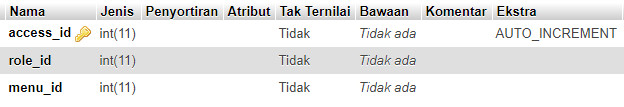 Nama Jenis Penyortiran Atribut Tak Ternilai Bawaan Komentar Ekstra
access_id int(11) Tidak Tidak ada AUTO_INCREMENT
role_id int(11) Tidak Tidak ada
menu_id int(11) Tidak Tidak ada